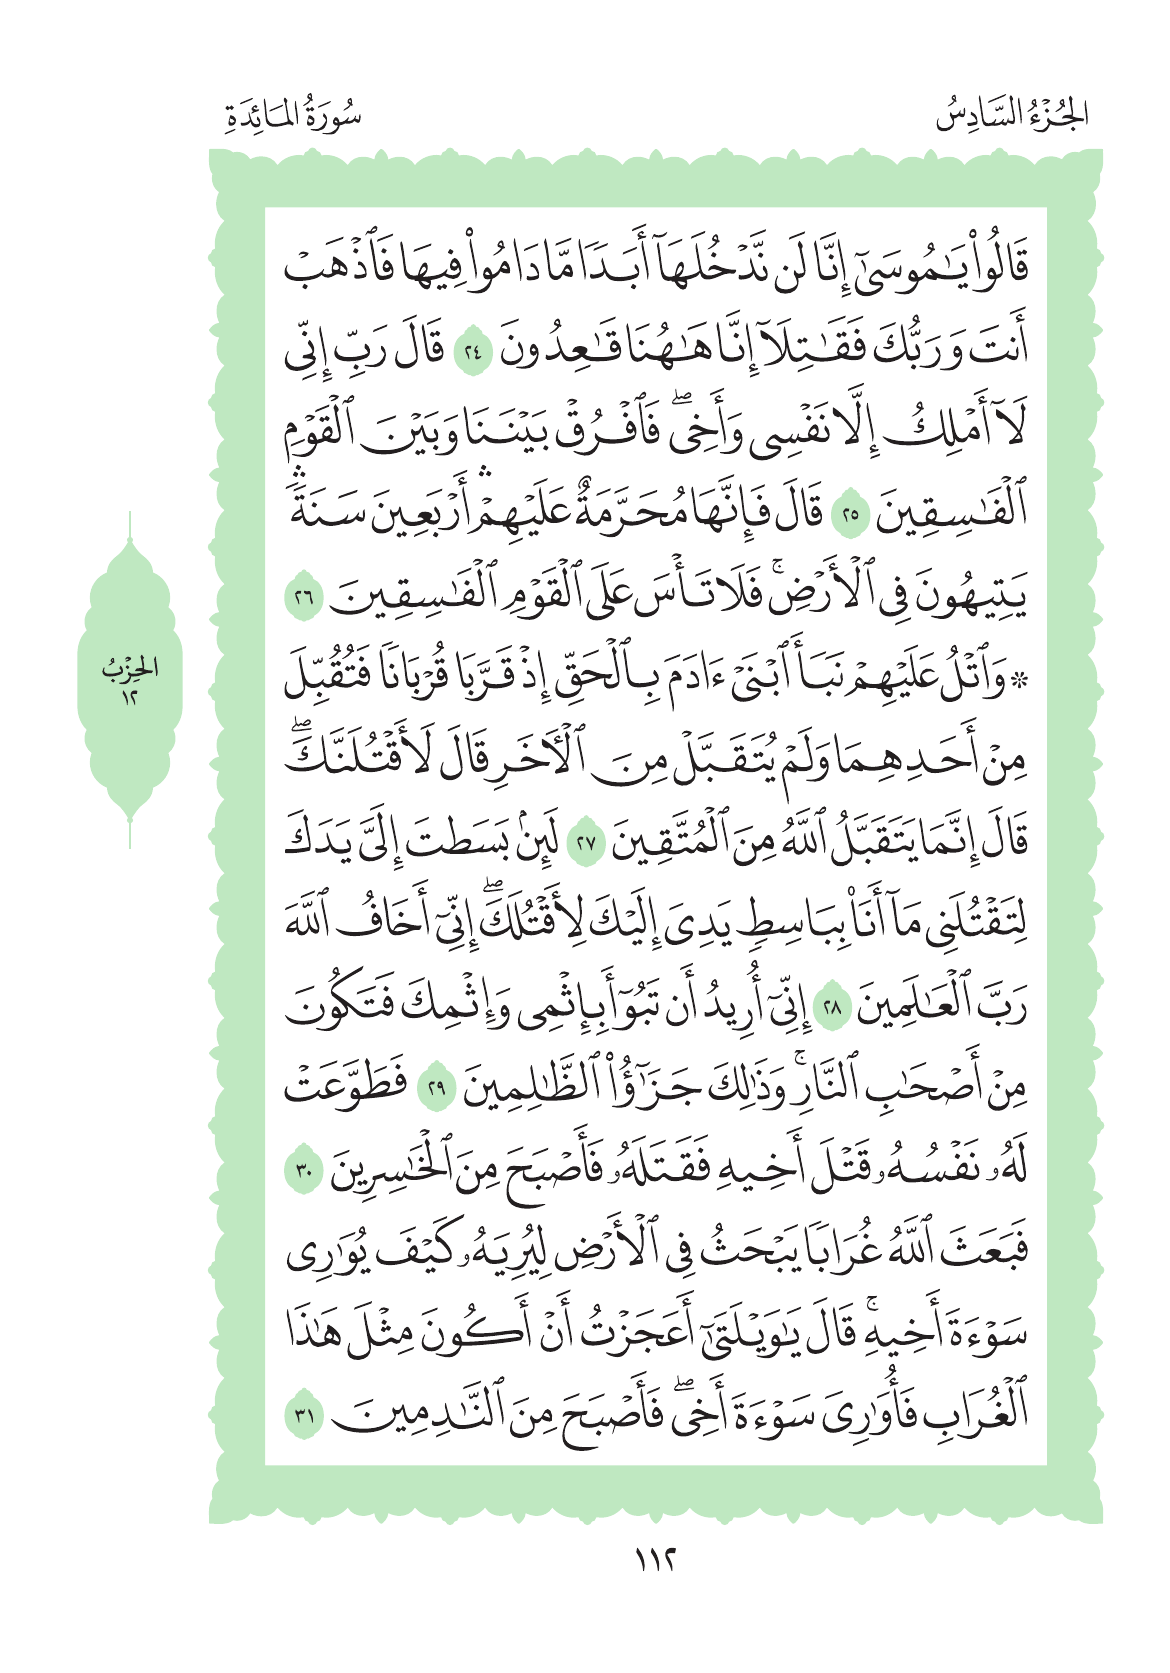 الجُزْءُ السَّادِسُ
سُورَةُ المَائِدَةِ
قَالُوا۟ يَـٰمُوسَىٰٓ إِنَّا لَن نَّدْخُلَهَآ أَبَدًا مَّا دَامُوا۟ فِيهَا فَٱذْهَبْ
أَنتَ وَرَبُّكَ فَقَـٰتِلَآ إِنَّا هَـٰهُنَا قَـٰعِدُونَ ٢٤ قَالَ رَبِّ إِنِّى
لَآ أَمْلِكُ إِلَّا نَفْسِى وَأَخِى ۖ فَٱفْرُقْ بَيْنَنَا وَبَيْنَ ٱلْقَوْمِ
ٱلْفَـٰسِقِينَ ٢٥ قَالَ فَإِنَّهَا مُحَرَّمَةٌ عَلَيْهِمْ ۛ أَرْبَعِينَ سَنَةً ۛ
يَتِيهُونَ فِى ٱلْأَرْضِ ۚ فَلَا تَأْسَ عَلَى ٱلْقَوْمِ ٱلْفَـٰسِقِينَ ٢٦
* وَٱتْلُ عَلَيْهِمْ نَبَأَ ٱبْنَىْ ءَادَمَ بِٱلْحَقِّ إِذْ قَرَّبَا قُرْبَانًا فَتُقُبِّلَ
مِنْ أَحَدِهِمَا وَلَمْ يُتَقَبَّلْ مِنَ ٱلْـَٔاخَرِ قَالَ لَأَقْتُلَنَّكَ ۖ
قَالَ إِنَّمَا يَتَقَبَّلُ ٱللَّهُ مِنَ ٱلْمُتَّقِينَ ٢٧ لَئِنۢ بَسَطتَ إِلَىَّ يَدَكَ
لِتَقْتُلَنِى مَآ أَنَا۠ بِبَاسِطٍ يَدِىَ إِلَيْكَ لِأَقْتُلَكَ ۖ إِنِّىٓ أَخَافُ ٱللَّهَ
رَبَّ ٱلْعَـٰلَمِينَ ٢٨ إِنِّىٓ أُرِيدُ أَن تَبُوٓأَ بِإِثْمِى وَإِثْمِكَ فَتَكُونَ
مِنْ أَصْحَـٰبِ ٱلنَّارِ ۚ وَذَٰلِكَ جَزَـٰٓؤُا۟ ٱلظَّـٰلِمِينَ ٢٩ فَطَوَّعَتْ
لَهُۥ نَفْسُهُۥ قَتْلَ أَخِيهِ فَقَتَلَهُۥ فَأَصْبَحَ مِنَ ٱلْخَـٰسِرِينَ ٣٠
فَبَعَثَ ٱللَّهُ غُرَابًا يَبْحَثُ فِى ٱلْأَرْضِ لِيُرِيَهُۥ كَيْفَ يُوَٰرِى
سَوْءَةَ أَخِيهِ ۚ قَالَ يَـٰوَيْلَتَىٰٓ أَعَجَزْتُ أَنْ أَكُونَ مِثْلَ هَـٰذَا
ٱلْغُرَابِ فَأُوَٰرِىَ سَوْءَةَ أَخِى ۖ فَأَصْبَحَ مِنَ ٱلنَّـٰدِمِينَ ٣١
الحِزْبُ
١٢
١١٢